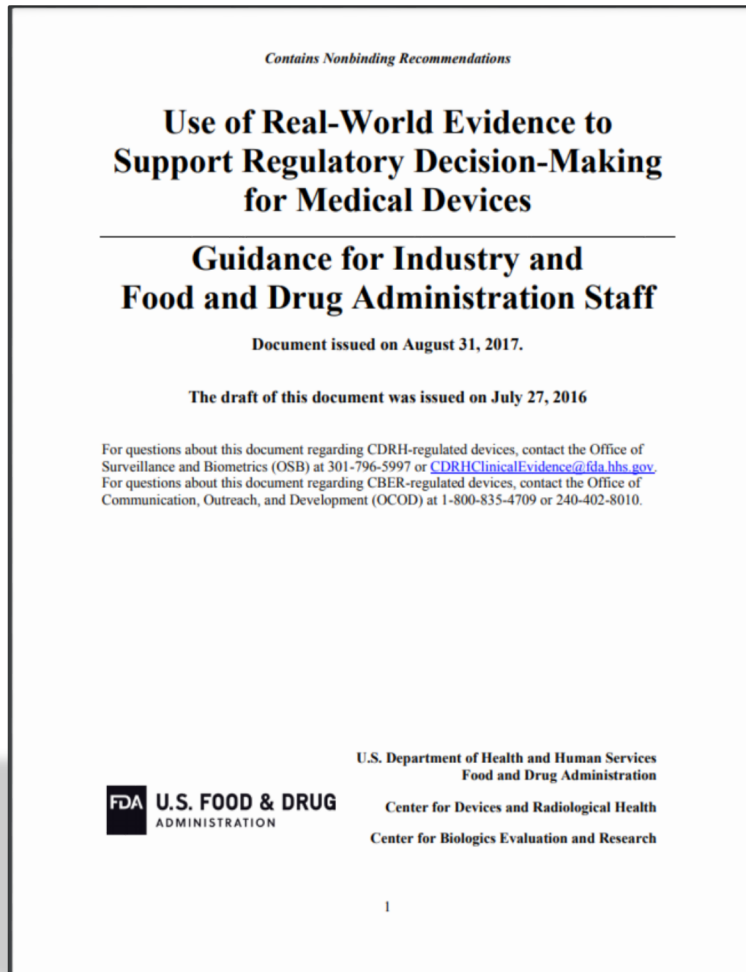 Contains Nonbinding Recommendations
Use of Real-World Evidence to
Support Regulatory Decision-Making
for Medical Devices
Guidance for Industry and
Food and Drug Administration Staff
Document issued on August 31, 2017.
The draft of this document was issued on July 27, 2016
For questions about this document regarding CDRH-regulated devices, contact the Office of
Surveillance and Biometrics (OSB) at 301-796-5997 or CDRHClinicalEvidence@fda.hhs.gov.
For questions about this document regarding CBER-regulated devices, contact the Office of
Communication, Outreach, and Development (OCOD) at 1-800-835-4709 or 240-402-8010.
U.S. Department of Health and Human Services
Food and Drug Administration
FDA U.S. FOOD & DRUG
ADMINISTRATION
Center for Devices and Radiological Health
Center for Biologics Evaluation and Research
1